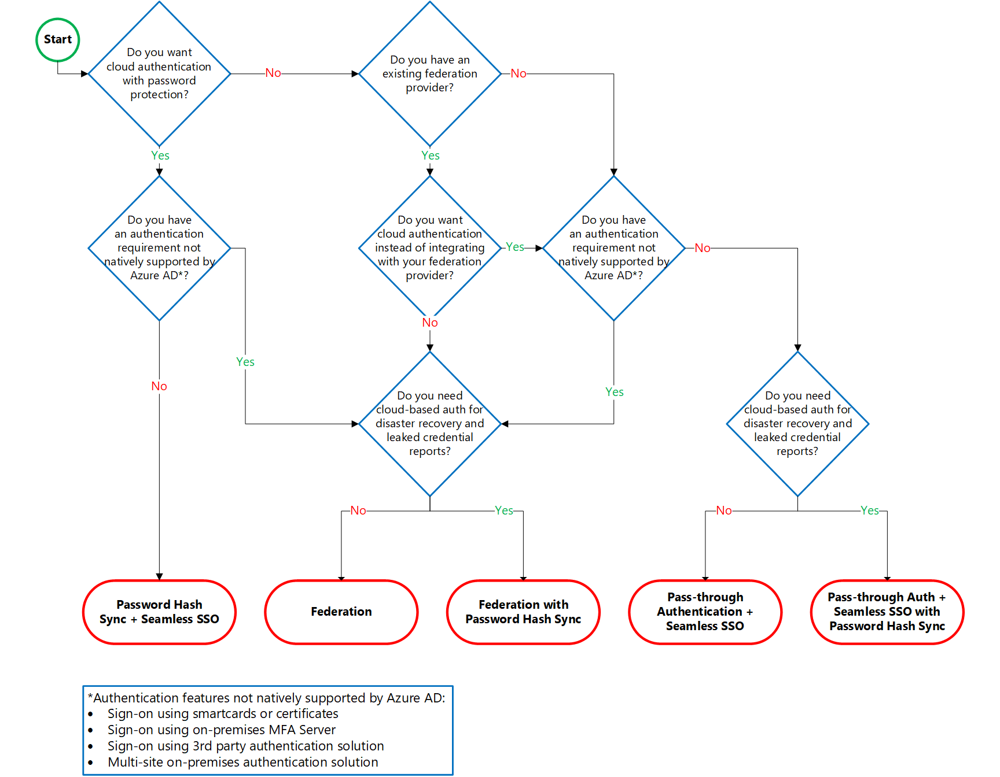 Start
Do you want
cloud authentication
with password
protection?
No
Do you have an
existing federation
provider?
No
Yes
Yes
Do you have
an authentication
requirement not
natively supported by
Azure AD*?
Do you want
cloud authentication
instead of integrating
with your federation
provider?
Yes
Do you have
an authentication
requirement not
natively supported by
Azure AD*?
No
No
Yes
No
Yes
Do you need
cloud-based auth for
disaster recovery and
leaked credential
reports?
Do you need
cloud-based auth for
disaster recovery and
leaked credential
reports?
No
Yes
No
Yes
Password Hash
Sync + Seamless SSO
Federation
Federation with
Password Hash Sync
Pass-through
Authentication +
Seamless SSO
Pass-through Auth +
Seamless SSO with
Password Hash Sync
*Authentication features not natively supported by Azure AD:
• Sign-on using smartcards or certificates
• Sign-on using on-premises MFA Server
• Sign-on using 3rd party authentication solution
• Multi-site on-premises authentication solution